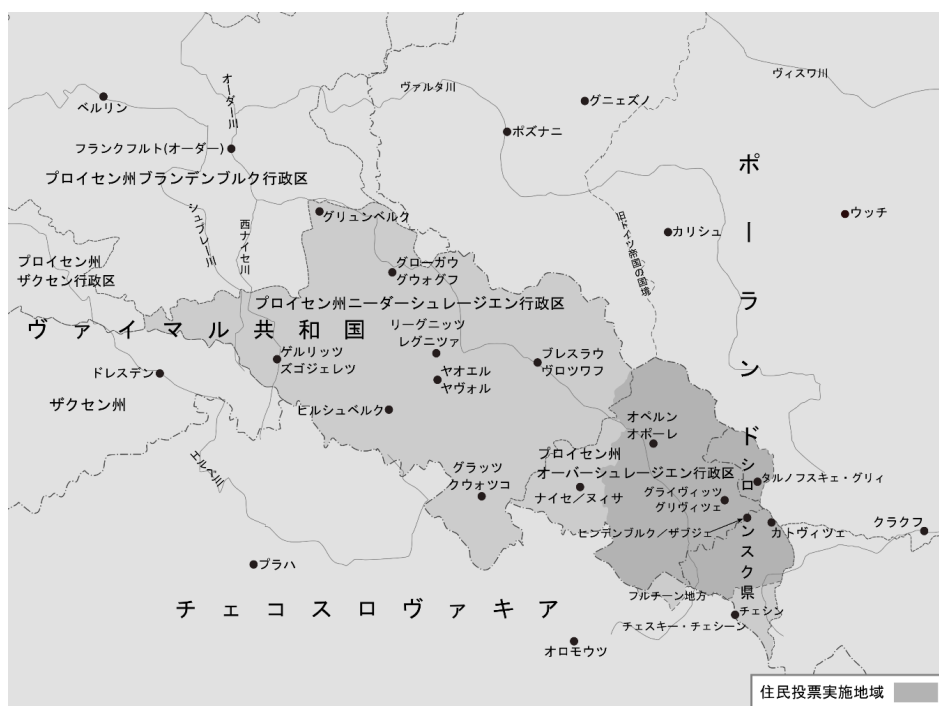 ヴィスワ川
オーダー川
ヴァルタ川
ベルリン
グニェズノ
ポズナニ
フランクフルト(オーダー)
プロイセン州ブランデンブルク行政区
シュプレー川
西ナイセ川
グリュンベルク
旧ドイツ帝国の国境
カリシュ
ウッチ
ポーランド
プロイセン州
ザクセン行政区
グローガウ
グウォグフ
プロイセン州ニーダーシュレージエン行政区
ヴァイマル共和国
リーグニッツ
レグニツァ
ゲルリッツ
ズゴジェレツ
ブレスラウ
ヴロツワフ
ドレスデン
ヤオエル
ヤヴォル
ザクセン州
ヒルシュベルク
オペルン
オポーレ
エルベ川
グラッツ
クウォツコ
プロイセン州
オーバーシュレージエン行政区
ナイセ/ヌィサ
シロンスク県
タルノフスキェ・グリィ
グライヴィッツ
グリヴィツェ
ヒンデンブルク/ザブジェ
カトヴィツェ
クラクフ
プラハ
チェコスロヴァキア
フルチーン地方
チェシン
チェスキー・チェシーン
オロモウツ
住民投票実施地域